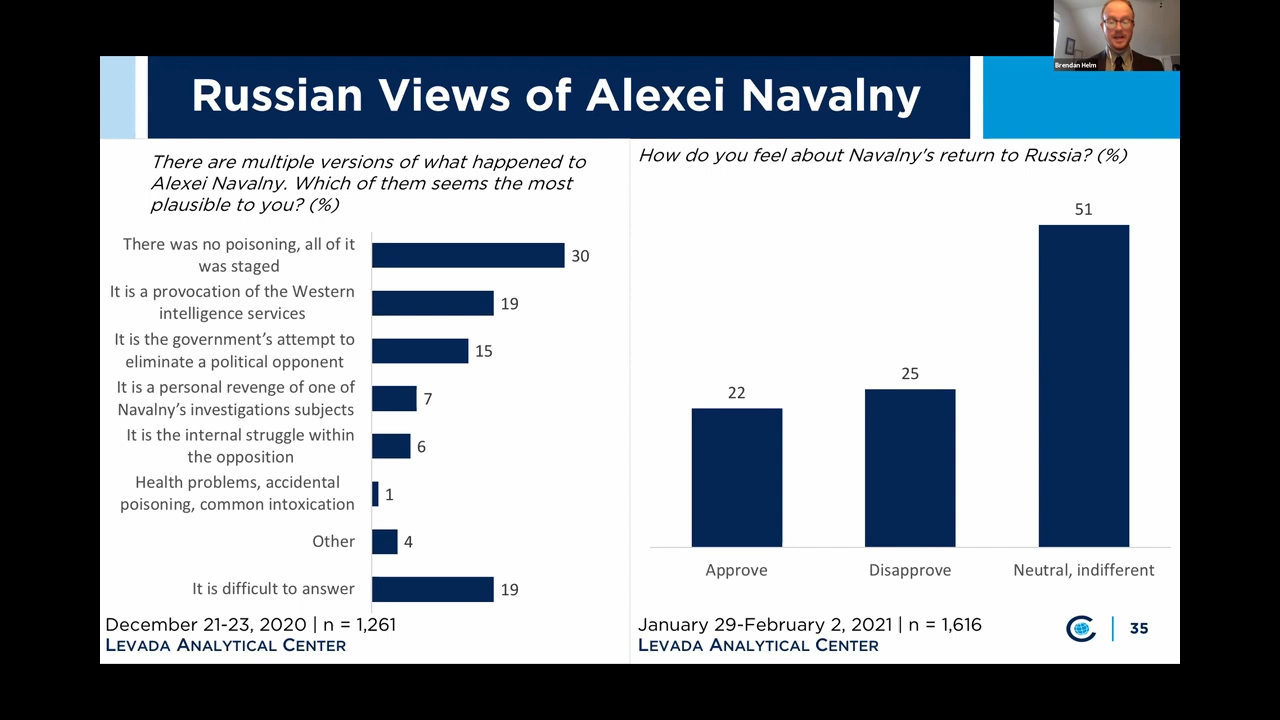 Brendan Helm
Russian Views of Alexei Navalny
There are multiple versions of what happened to
Alexei Navalny. Which of them seems the most
plausible to you? (%)
There was no poisoning, all of it
was staged
30
It is a provocation of the Western
intelligence services
19
It is the government’s attempt to
eliminate a political opponent
15
It is a personal revenge of one of
Navalny’s investigations subjects
7
It is the internal struggle within
the opposition
6
Health problems, accidental
poisoning, common intoxication
1
Other
4
It is difficult to answer
19
December 21-23, 2020 | n = 1,261
LEVADA ANALYTICAL CENTER
How do you feel about Navalny's return to Russia? (%)
22
25
51
Approve
Disapprove
Neutral, indifferent
January 29-February 2, 2021 | n = 1,616
LEVADA ANALYTICAL CENTER
35